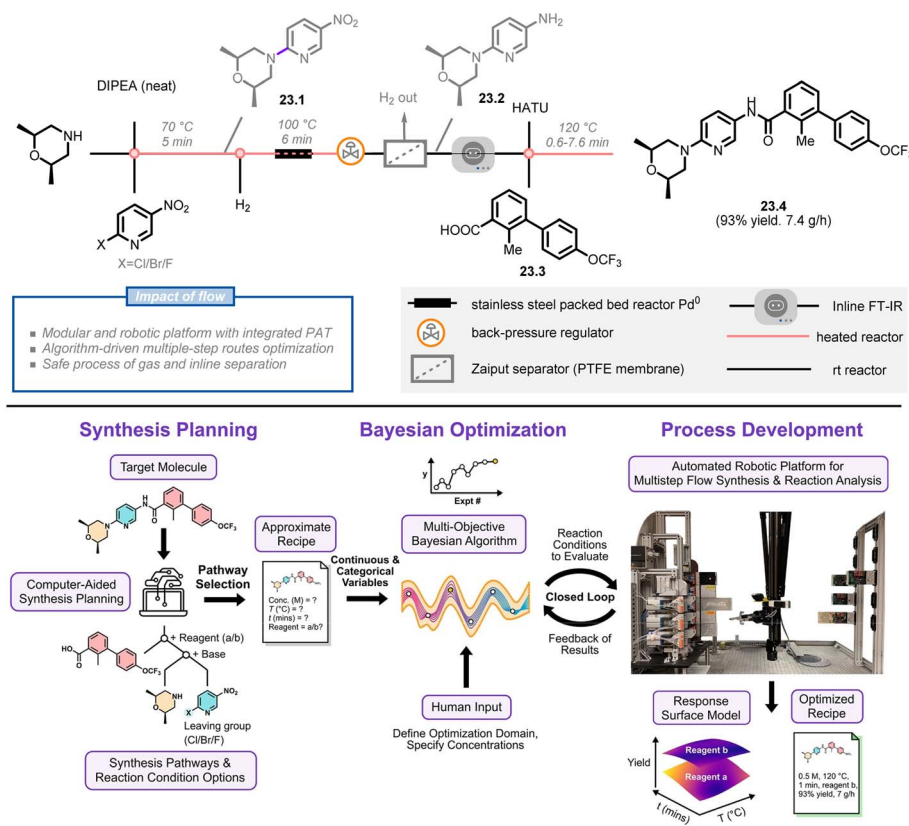 DIPEA (neat)
NH
O
70 °C
5 min
X
N
NO2
X=Cl/Br/F
O
N
N
NO2
23.1
H2
100 °C
6 min
H2 out
O
N
N
NH2
23.2
HATU
HOOC
Me
OCF3
23.3
120 °C
0.6-7.6 min
O
N
N
H
N
O
Me
OCF3
23.4
(93% yield. 7.4 g/h)
Impact of flow
Modular and robotic platform with integrated PAT
Algorithm-driven multiple-step routes optimization
Safe process of gas and inline separation
stainless steel packed bed reactor Pd0
back-pressure regulator
Zaiput separator (PTFE membrane)
Inline FT-IR
heated reactor
rt reactor
Synthesis Planning
Target Molecule
O
N
N
H
N
O
OCF3
Computer-Aided
Synthesis Planning
Pathway
Selection
HO
O
OCF3
+ Reagent (a/b)
+ Base
O
NH
X
N
NO2
Leaving group
(Cl/Br/F)
Synthesis Pathways &
Reaction Condition Options
Approximate
Recipe
Conc. (M) = ?
T (°C) = ?
t (mins) = ?
Reagent = a/b?
Continuous &
Categorical
Variables
Bayesian Optimization
y
Expt #
Multi-Objective
Bayesian Algorithm
Human Input
Define Optimization Domain,
Specify Concentrations
Reaction
Conditions
to Evaluate
Closed Loop
Feedback of
Results
Process Development
Automated Robotic Platform for
Multistep Flow Synthesis & Reaction Analysis
Response
Surface Model
Yield
Reagent b
Reagent a
t (mins)
T (°C)
Optimized
Recipe
0.5 M, 120 °C,
1 min, reagent b,
93% yield, 7 g/h